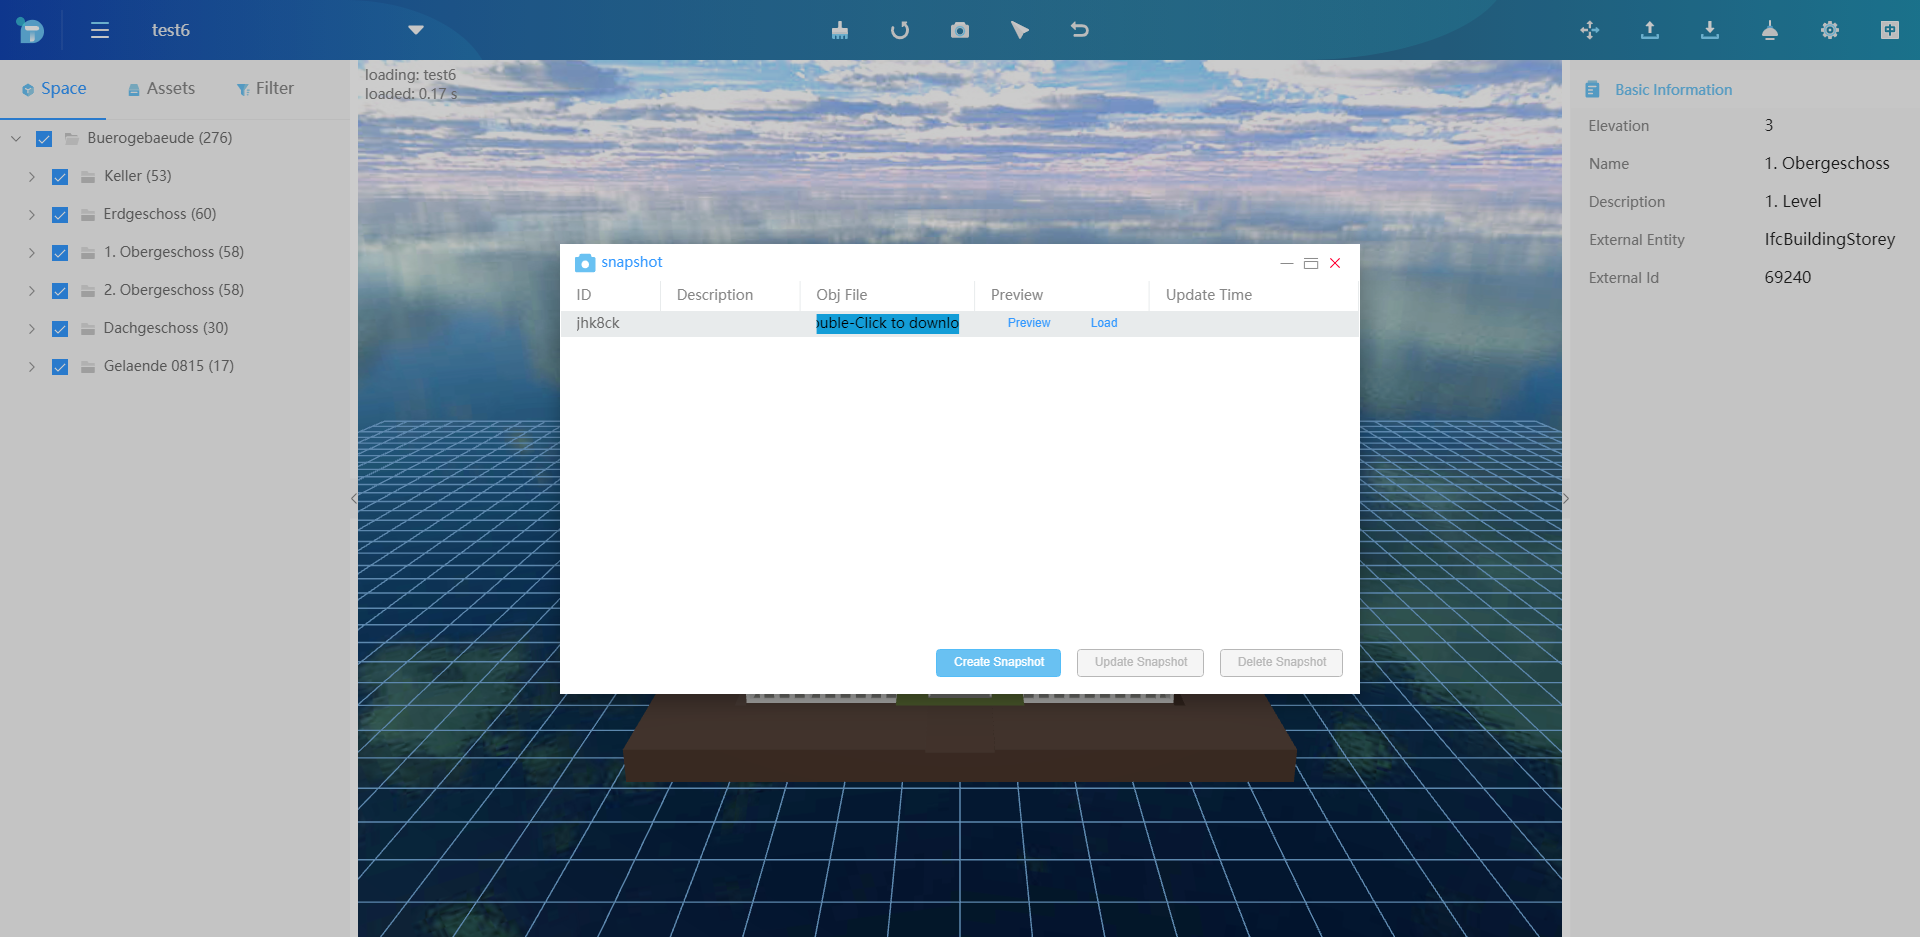 test6
Space Assets Filter
Buerogebaeude (276)
Keller (53)
Erdgeschoss (60)
1. Obergeschoss (58)
2. Obergeschoss (58)
Dachgeschoss (30)
Gelaende 0815 (17)
loading: test6
loaded: 0.17 s
snapshot
ID Description Obj File Preview Update Time
jhk8ck ouble-Click to downlo Preview Load
Create Snapshot Update Snapshot Delete Snapshot
中
Basic Information
Elevation 3
Name 1. Obergeschoss
Description 1. Level
External Entity IfcBuildingStorey
External Id 69240